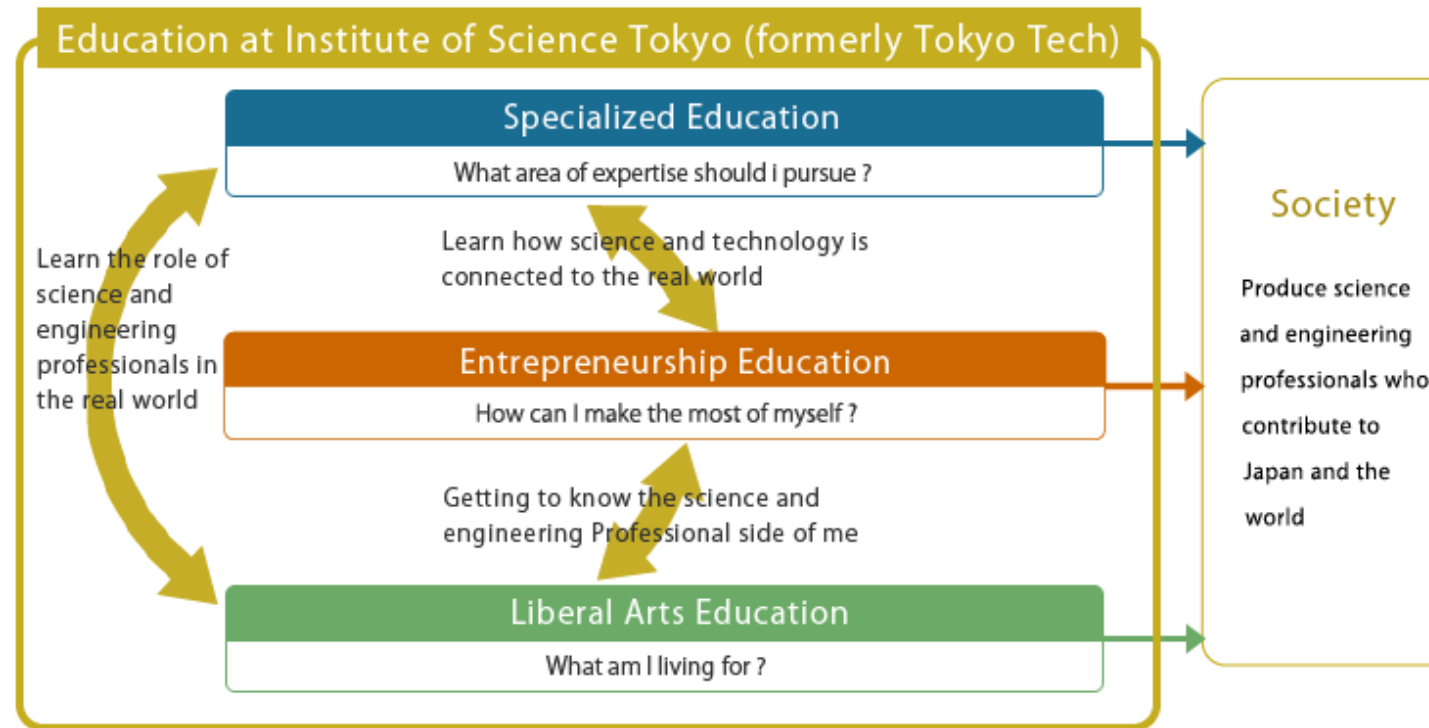 Education at Institute of Science Tokyo (formerly Tokyo Tech)
Specialized Education
What area of expertise should i pursue ?
Learn how science and technology is
connected to the real world
Learn the role of
science and
engineering
professionals in
the real world
Entrepreneurship Education
How can I make the most of myself ?
Getting to know the science and
engineering Professional side of me
Liberal Arts Education
What am I living for ?
Society
Produce science
and engineering
professionals who
contribute to
Japan and the
world